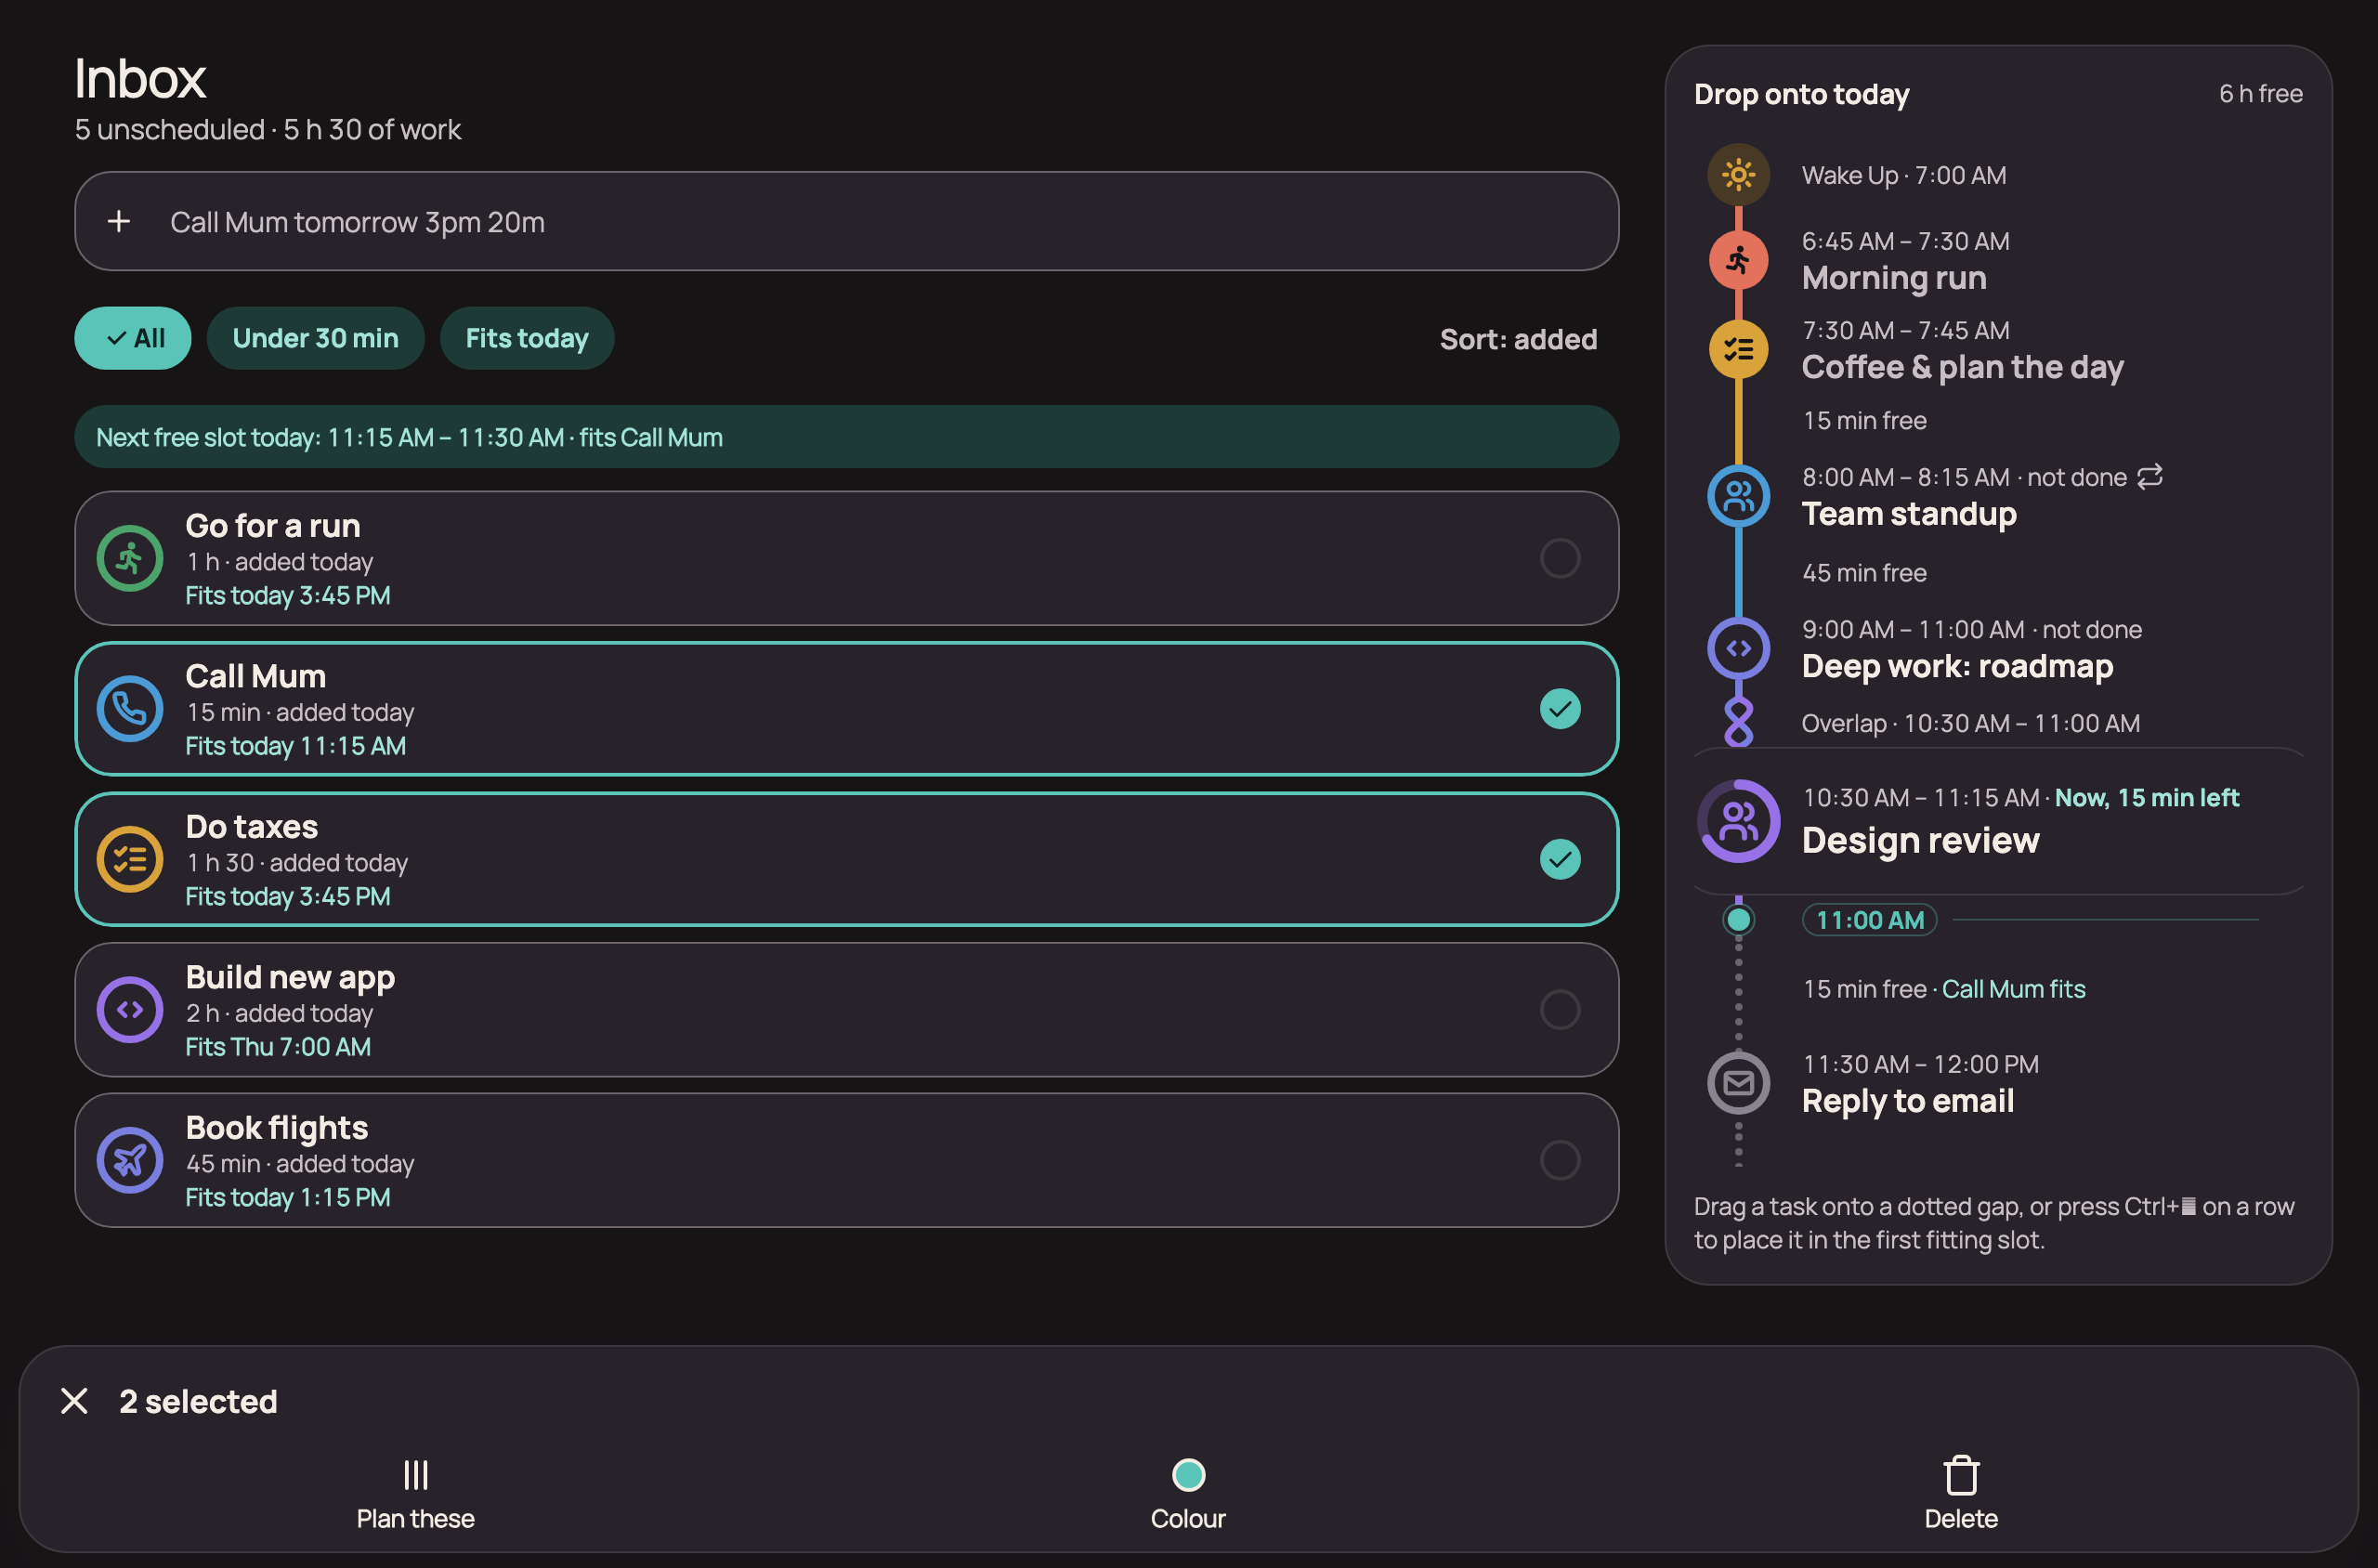 Inbox
5 unscheduled · 5 h 30 of work
Call Mum tomorrow 3pm 20m
All
Under 30 min
Fits today
Sort: added
Next free slot today: 11:15 AM – 11:30 AM · fits Call Mum
Go for a run
1 h · added today
Fits today 3:45 PM
Call Mum
15 min · added today
Fits today 11:15 AM
Do taxes
1 h 30 · added today
Fits today 3:45 PM
Build new app
2 h · added today
Fits Thu 7:00 AM
Book flights
45 min · added today
Fits today 1:15 PM
Drop onto today
6 h free
Wake Up · 7:00 AM
6:45 AM – 7:30 AM
Morning run
7:30 AM – 7:45 AM
Coffee & plan the day
15 min free
8:00 AM – 8:15 AM · not done
Team standup
45 min free
9:00 AM – 11:00 AM · not done
Deep work: roadmap
Overlap · 10:30 AM – 11:00 AM
10:30 AM – 11:15 AM · Now, 15 min left
Design review
11:00 AM
15 min free · Call Mum fits
11:30 AM – 12:00 PM
Reply to email
Drag a task onto a dotted gap, or press Ctrl+ on a row
to place it in the first fitting slot.
2 selected
Plan these
Colour
Delete